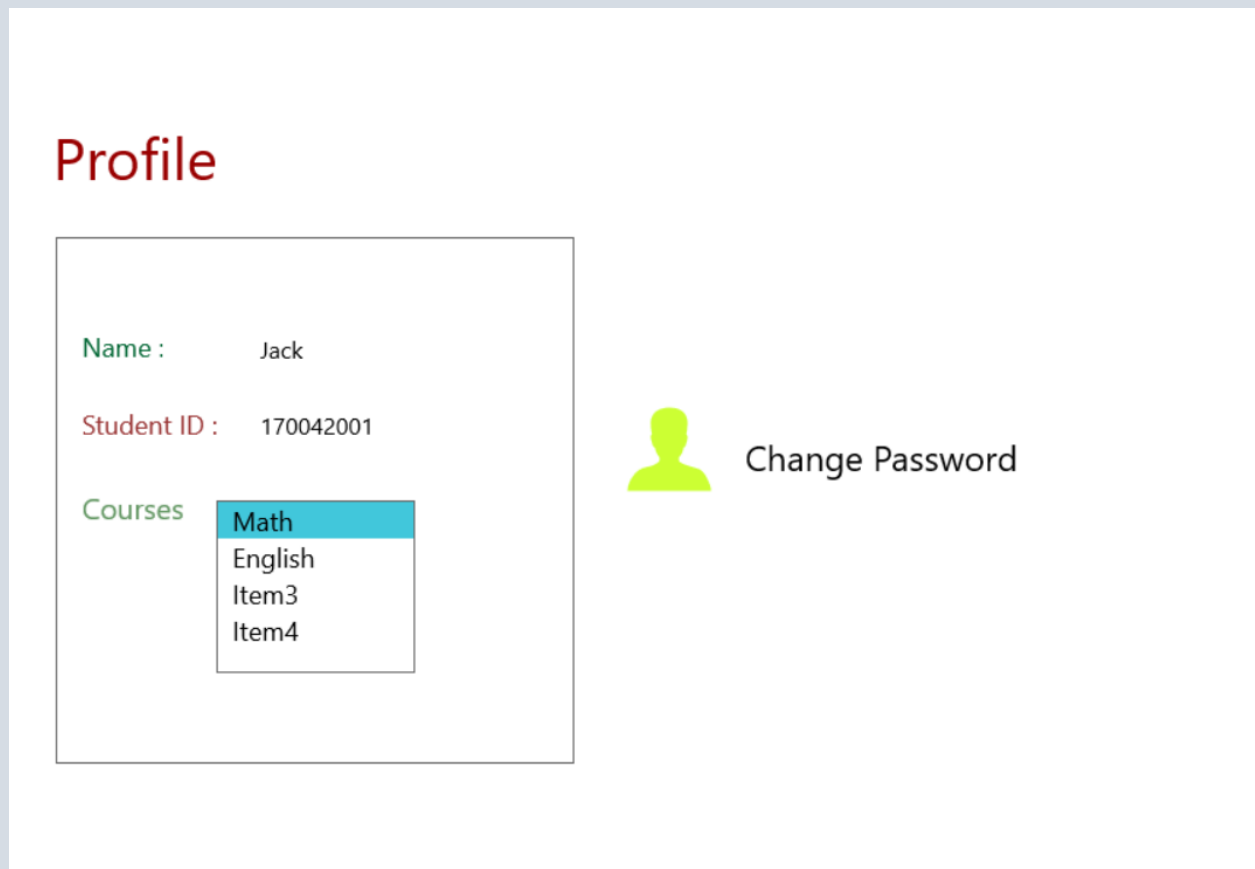 Profile
Name : Jack
Student ID : 170042001
Courses
Math
English
Item3
Item4
Change Password